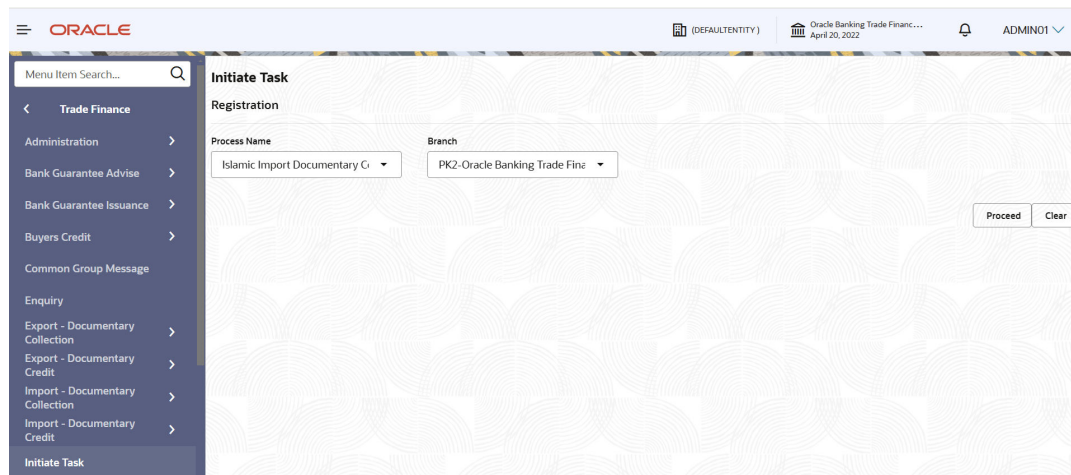 ORACLE
(DEFAULTENTITY )
Oracle Banking Trade Financ...
April 20, 2022
ADMIN01
Menu Item Search...
Trade Finance
Administration
Bank Guarantee Advise
Bank Guarantee Issuance
Buyers Credit
Common Group Message
Enquiry
Export - Documentary
Collection
Export - Documentary
Credit
Import - Documentary
Collection
Import - Documentary
Credit
Initiate Task
Initiate Task
Registration
Process Name
Branch
Islamic Import Documentary
PK2-Oracle Banking Trade Fina
Proceed
Clear